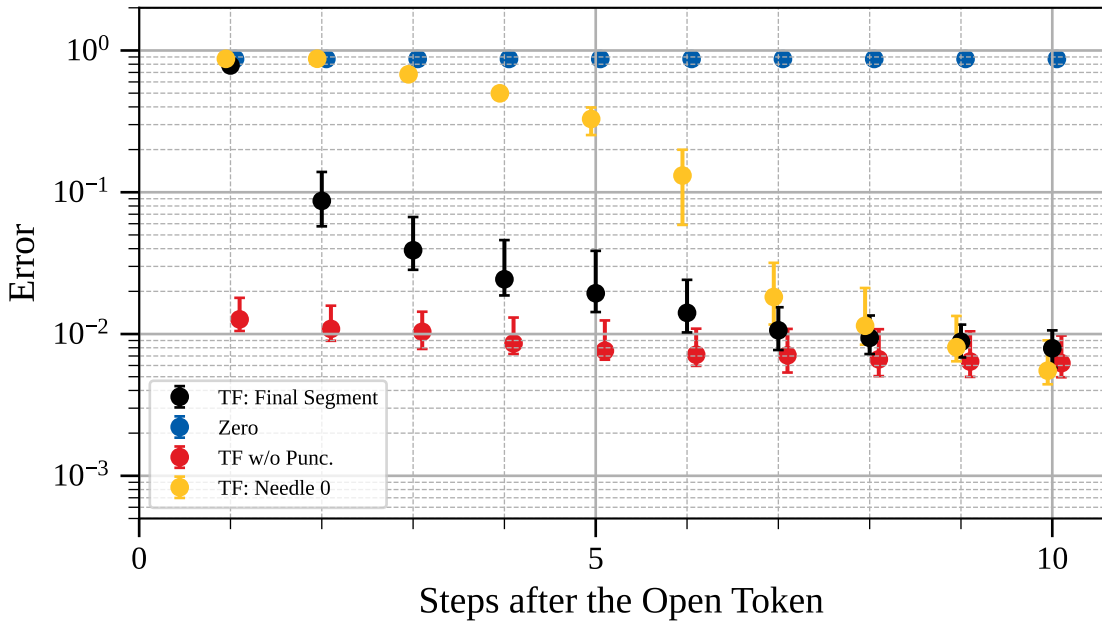 Error
10^0
10^−1
10^−2
10^−3
TF: Final Segment
Zero
TF w/o Punc.
TF: Needle 0
0 5 10
Steps after the Open Token